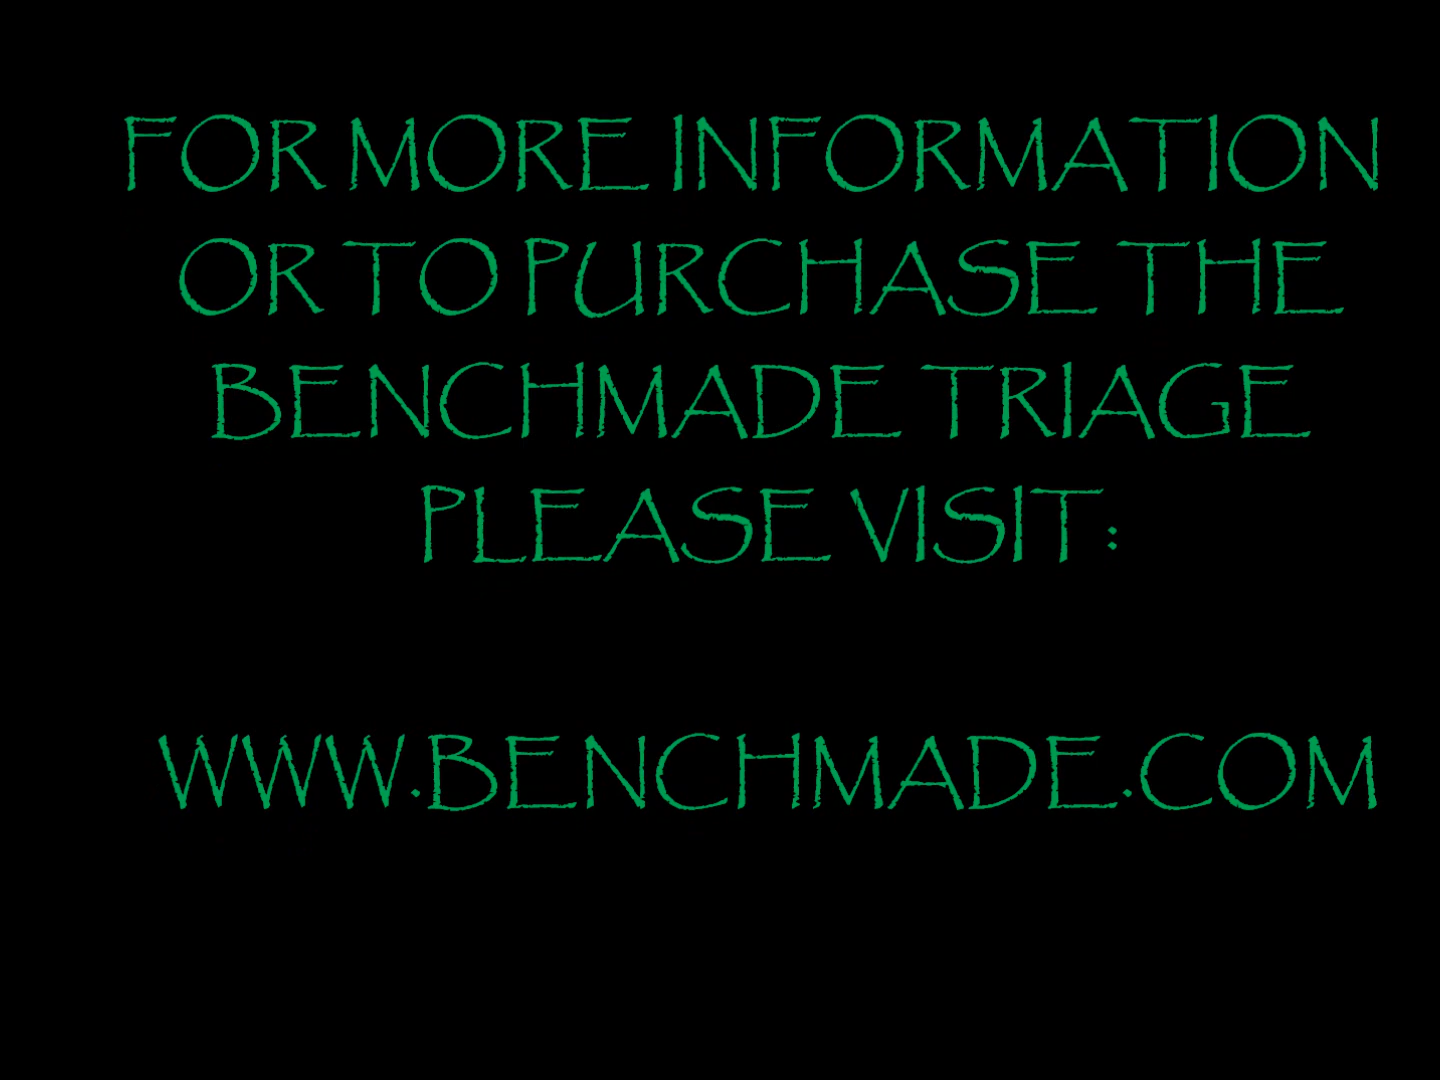 FOR MORE INFORMATION
OR TO PURCHASE THE
BENCHMADE TRIAGE
PLEASE VISIT:
WWW.BENCHMADE.COM